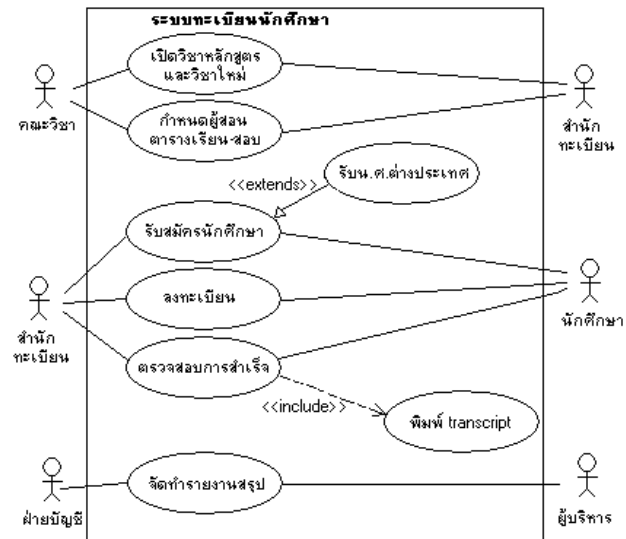 ระบบทะเบียนนักศึกษา
เปิดวิชาหลักสูตร
และวิชาใหม่
คณะวิชา
กำหนดผู้สอน
ตารางเรียน-สอบ
สำนัก
ทะเบียน
<<extends>>
รับน.ศ.ต่างประเทศ
รับสมัครนักศึกษา
ลงทะเบียน
สำนัก
ทะเบียน
นักศึกษา
ตรวจสอบการสำเร็จ
<<include>>
พิมพ์ transcript
จัดทำรายงานสรุป
ฝ่ายบัญชี
ผู้บริหาร